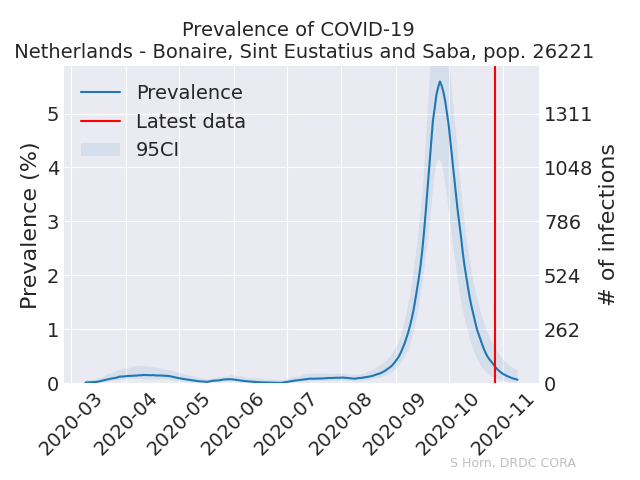 Prevalence of COVID-19
Netherlands - Bonaire, Sint Eustatius and Saba, pop. 26221
Prevalence
Latest data
95CI
Prevalence (%)
5
4
3
2
1
0
1311
1048
786
524
262
0
# of infections
2020-03
2020-04
2020-05
2020-06
2020-07
2020-08
2020-09
2020-10
2020-11
S Horn, DRDC CORA